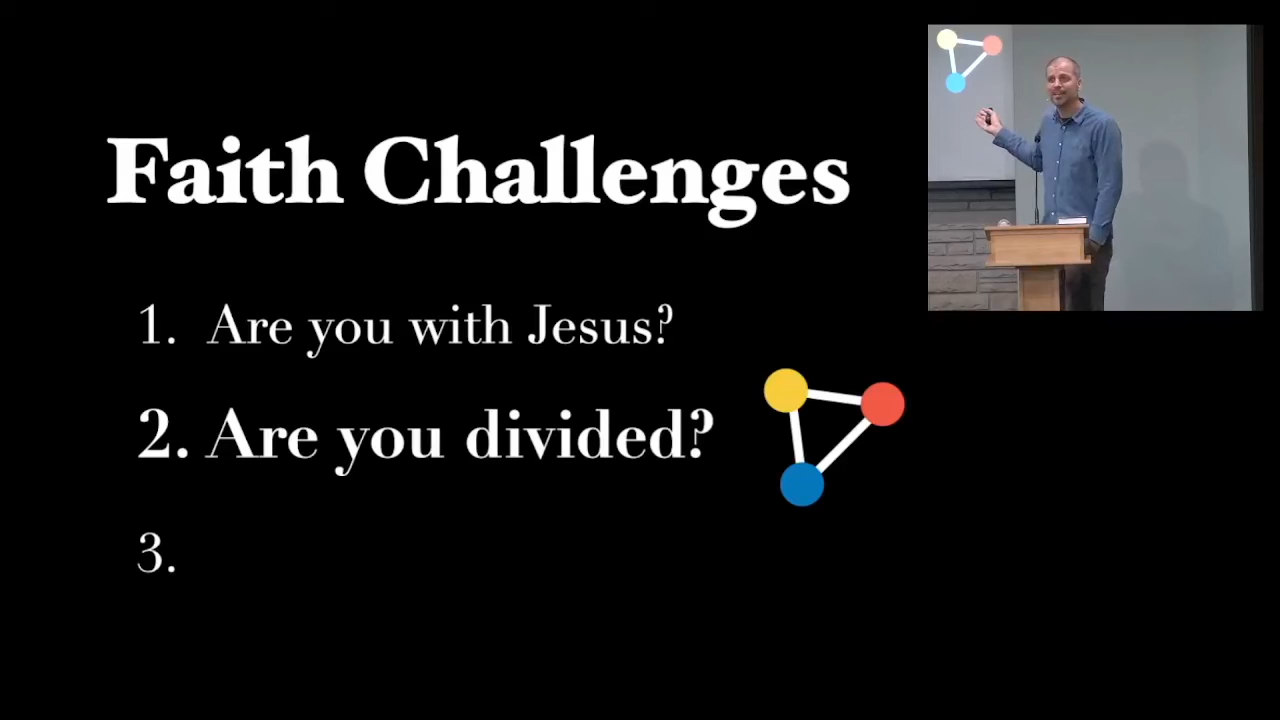 Faith Challenges
1. Are you with Jesus?
2. Are you divided?
3.